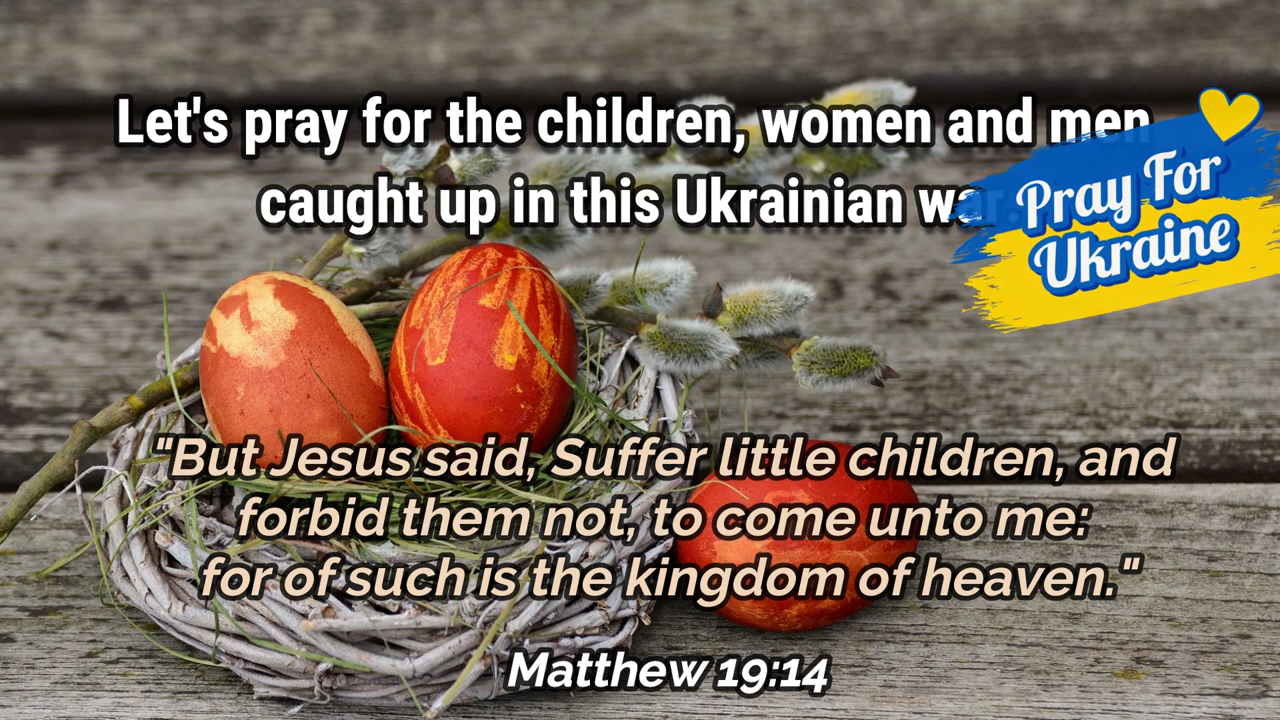 Let's pray for the children, women and men
caught up in this Ukrainian war
Pray For
Ukraine
"But Jesus said, Suffer little children, and
forbid them not, to come unto me:
for of such is the kingdom of heaven."
Matthew 19:14